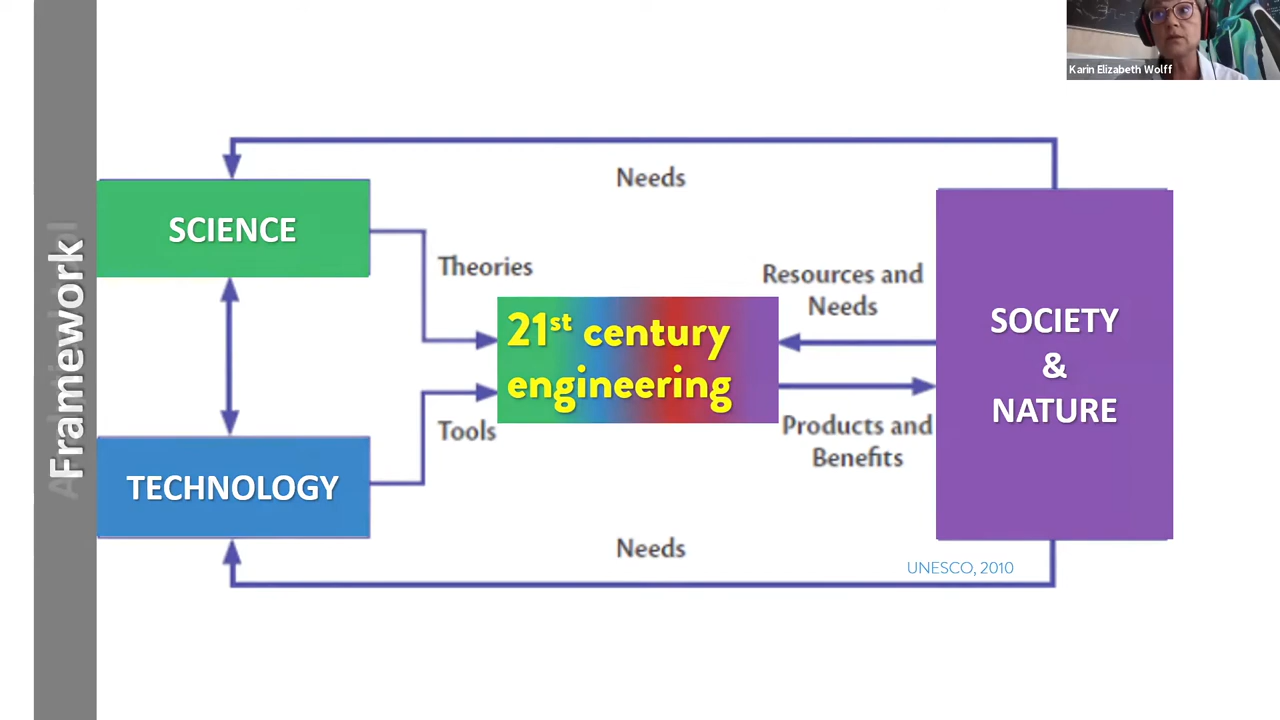 Karin Elizabeth Wolff
Framework
Needs
SCIENCE
Theories
Resources and
Needs
21st century
engineering
SOCIETY
&
NATURE
Tools
Products and
Benefits
TECHNOLOGY
Needs
UNESCO, 2010